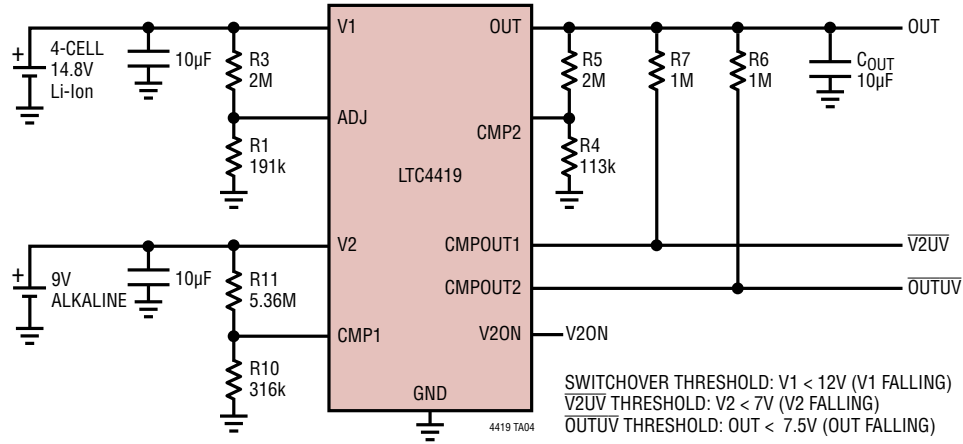 V1
OUT
OUT
4-CELL
14.8V
Li-Ion
10µF
R3
2M
R5
2M
R7
1M
R6
1M
COUT
10µF
ADJ
CMP2
R1
191k
R4
113k
LTC4419
V2
CMPOUT1
V2UV
9V
ALKALINE
10µF
R11
5.36M
CMPOUT2
OUTUV
CMP1
V2ON
V2ON
R10
316k
GND
4419 TA04
SWITCHOVER THRESHOLD: V1 < 12V (V1 FALLING)
V2UV THRESHOLD: V2 < 7V (V2 FALLING)
OUTUV THRESHOLD: OUT < 7.5V (OUT FALLING)